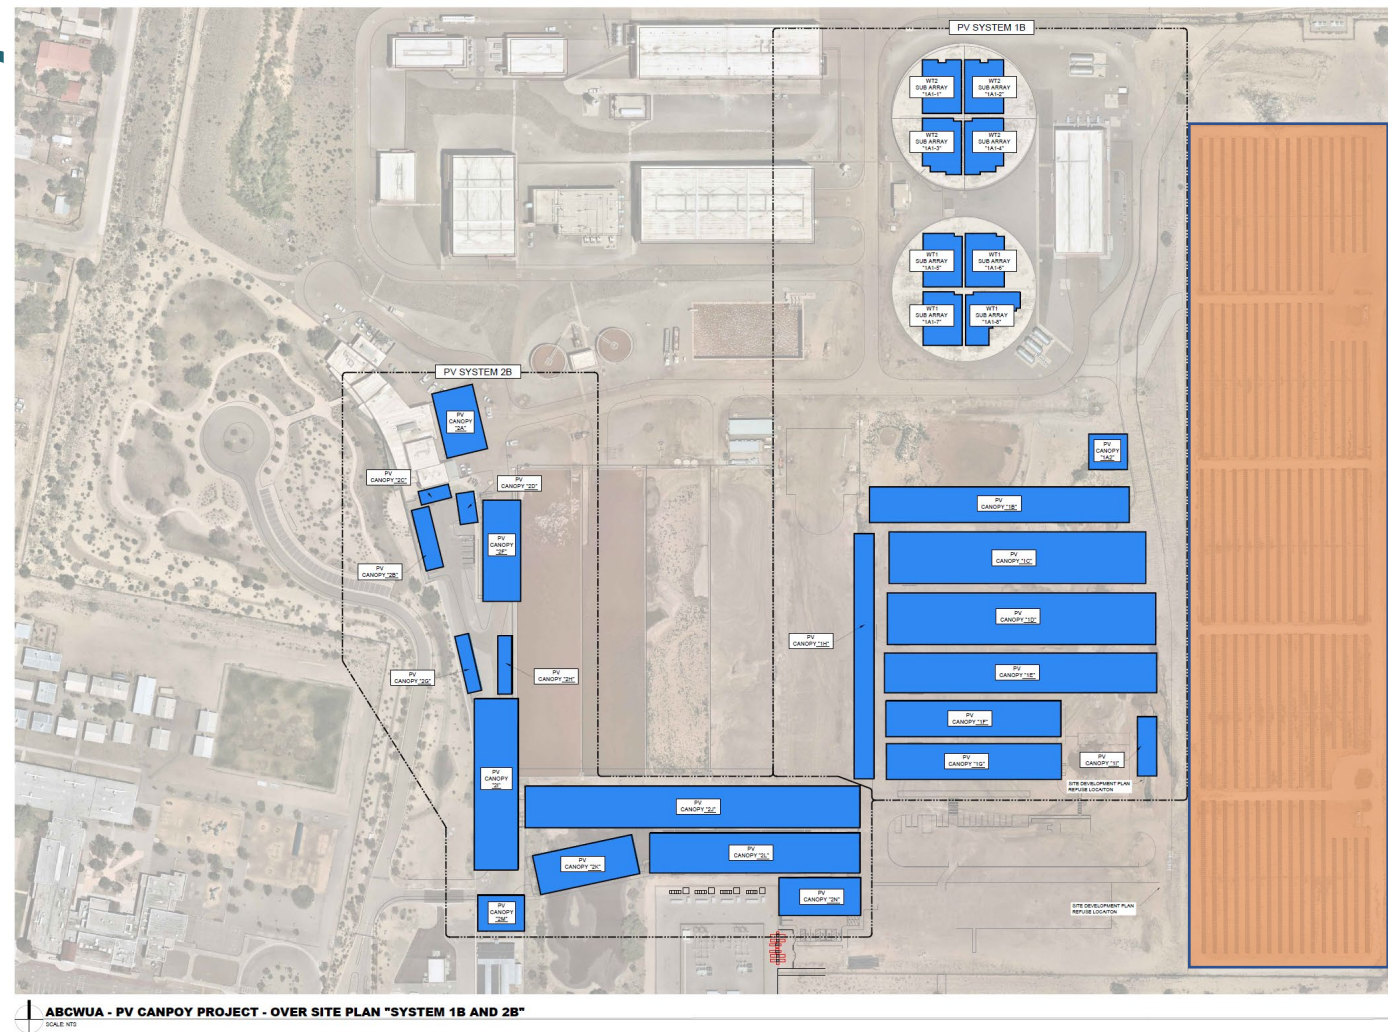 PV SYSTEM 1B
WT2
SUB ARRAY
"1A1-1"
WT2
SUB ARRAY
"1A1-2"
WT2
SUB ARRAY
"1A1-3"
WT2
SUB ARRAY
"1A1-4"
WT1
SUB ARRAY
"1A1-5"
WT1
SUB ARRAY
"1A1-6"
WT1
SUB ARRAY
"1A1-7"
WT1
SUB ARRAY
"1A1-8"
PV SYSTEM 2B
PV
CANOPY
"2A"
PV
CANOPY
"1A2"
PV
CANOPY "2C"
PV
CANOPY "2D"
PV
CANOPY "1B"
PV
CANOPY
"2F"
PV
CANOPY "1C"
PV
CANOPY "2B"
PV
CANOPY "1D"
PV
CANOPY "1H"
PV
CANOPY "2G"
PV
CANOPY "2H"
PV
CANOPY "1E"
PV
CANOPY "1F"
PV
CANOPY "1G"
PV
CANOPY "1I"
PV
CANOPY
"2I"
SITE DEVELOPMENT PLAN
REFUSE LOCAITON
PV
CANOPY "2J"
PV
CANOPY "2K"
PV
CANOPY "2L"
PV
CANOPY "2N"
PV
CANOPY
"2M"
SITE DEVELOPMENT PLAN
REFUSE LOCAITON
ABCWUA - PV CANPOY PROJECT - OVER SITE PLAN "SYSTEM 1B AND 2B"
SCALE: NTS